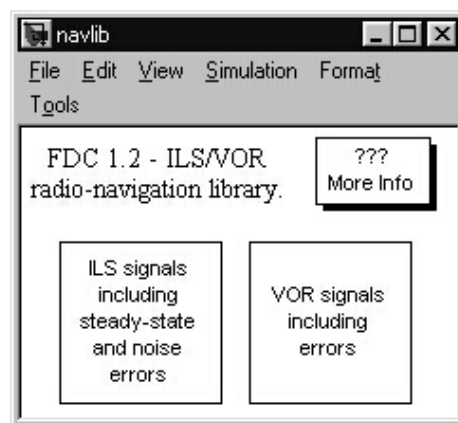 navlib
File Edit View Simulation Format
Tools
FDC 1.2 - ILS/VOR
radio-navigation library.
???
More Info
ILS signals
including
steady-state
and noise
errors
VOR signals
including
errors